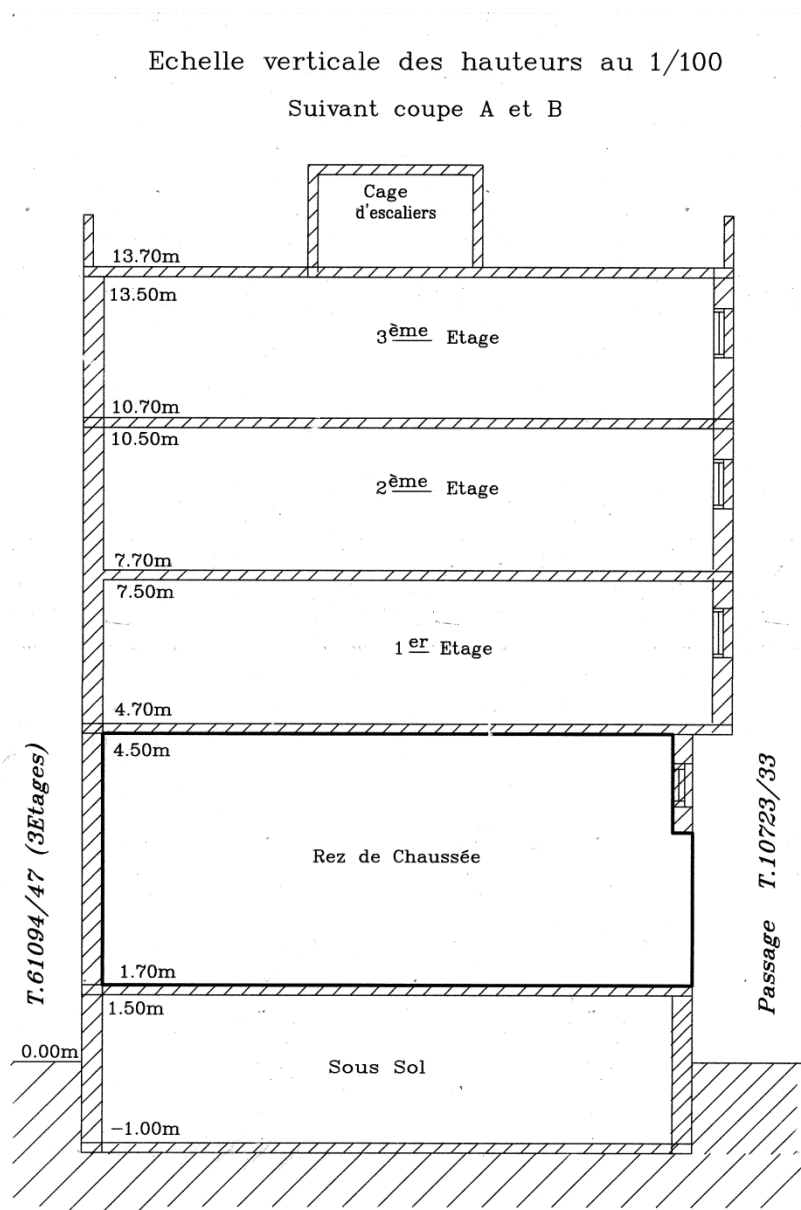 Echelle verticale des hauteurs au 1/100
Suivant coupe A et B
Cage
d'escaliers
13.70m
13.50m
3ème Etage
10.70m
10.50m
2ème Etage
7.70m
7.50m
1er Etage
4.70m
4.50m
Rez de Chaussée
1.70m
1.50m
0.00m
Sous Sol
-1.00m
T.61094/47 (3Etages)
Passage T.10723/33